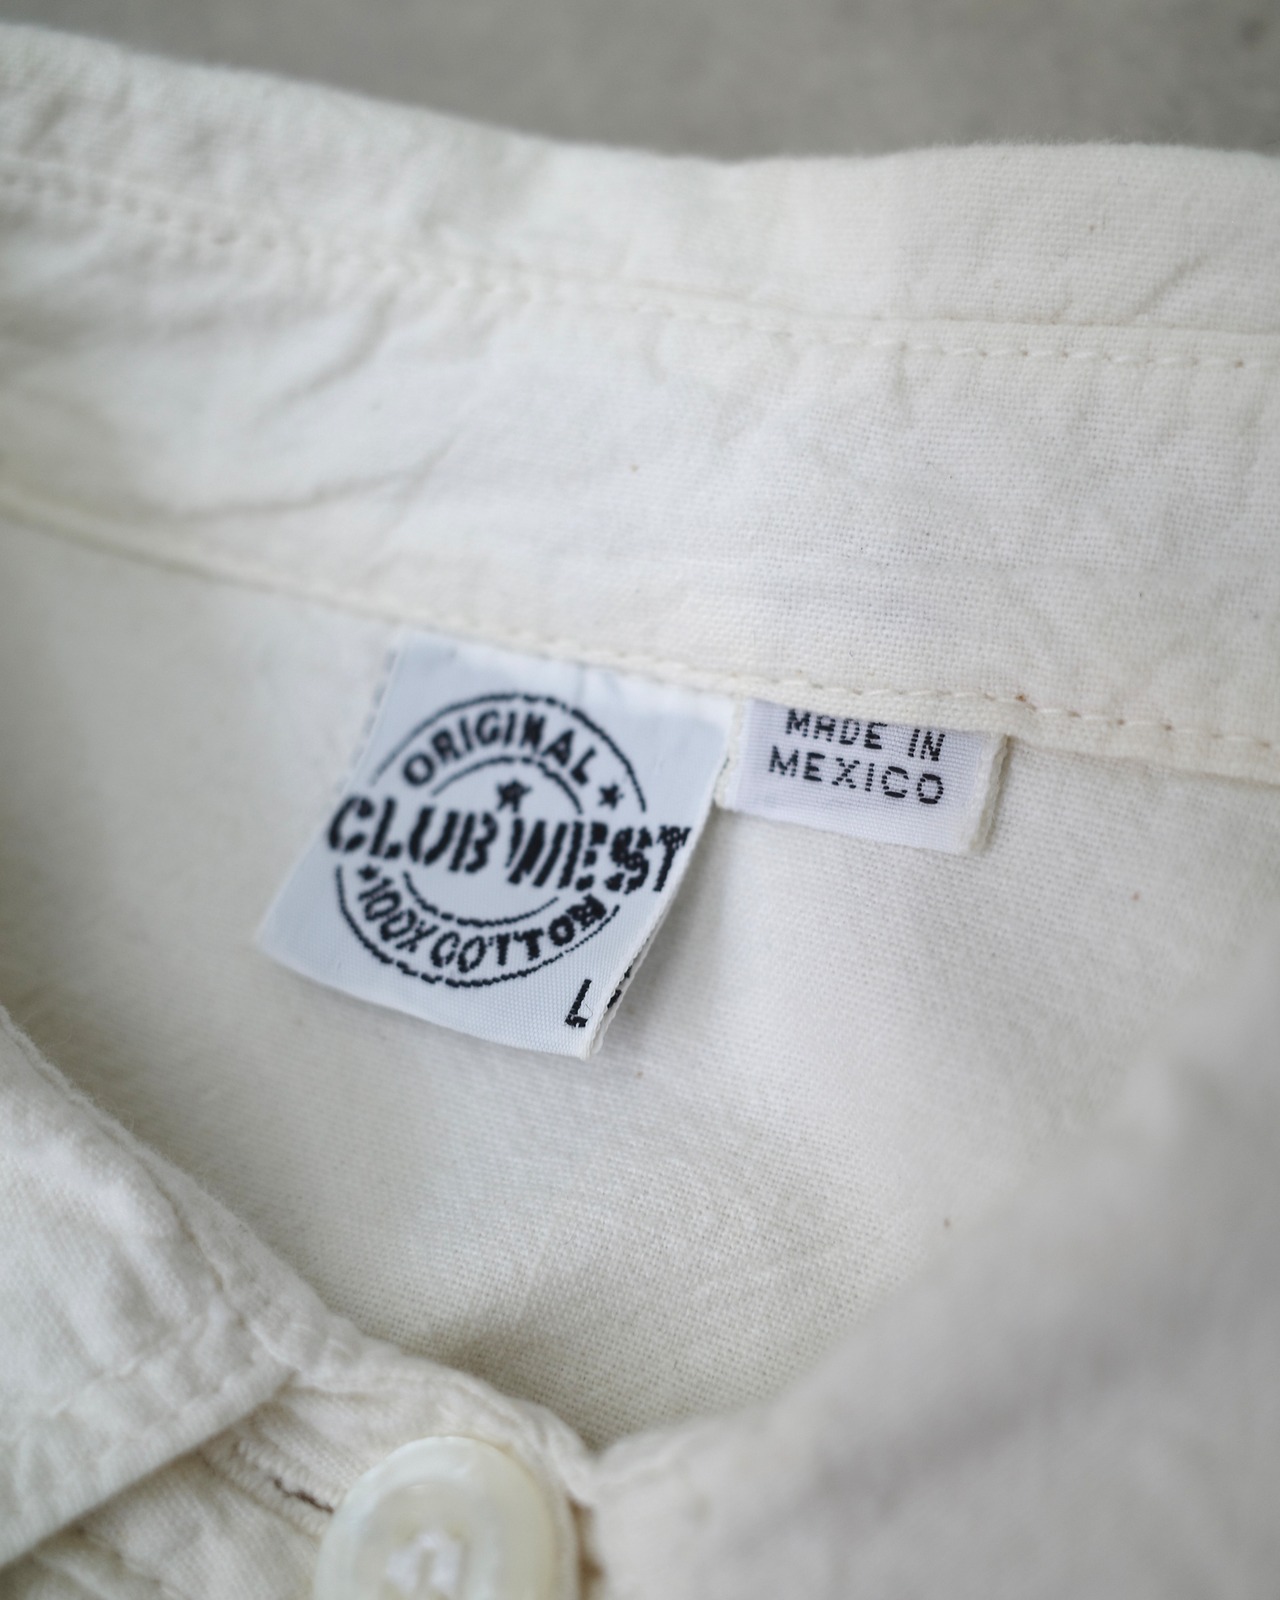 ORIGINAL
CLUB WEST
100% COTTON
L
MADE IN
MEXICO